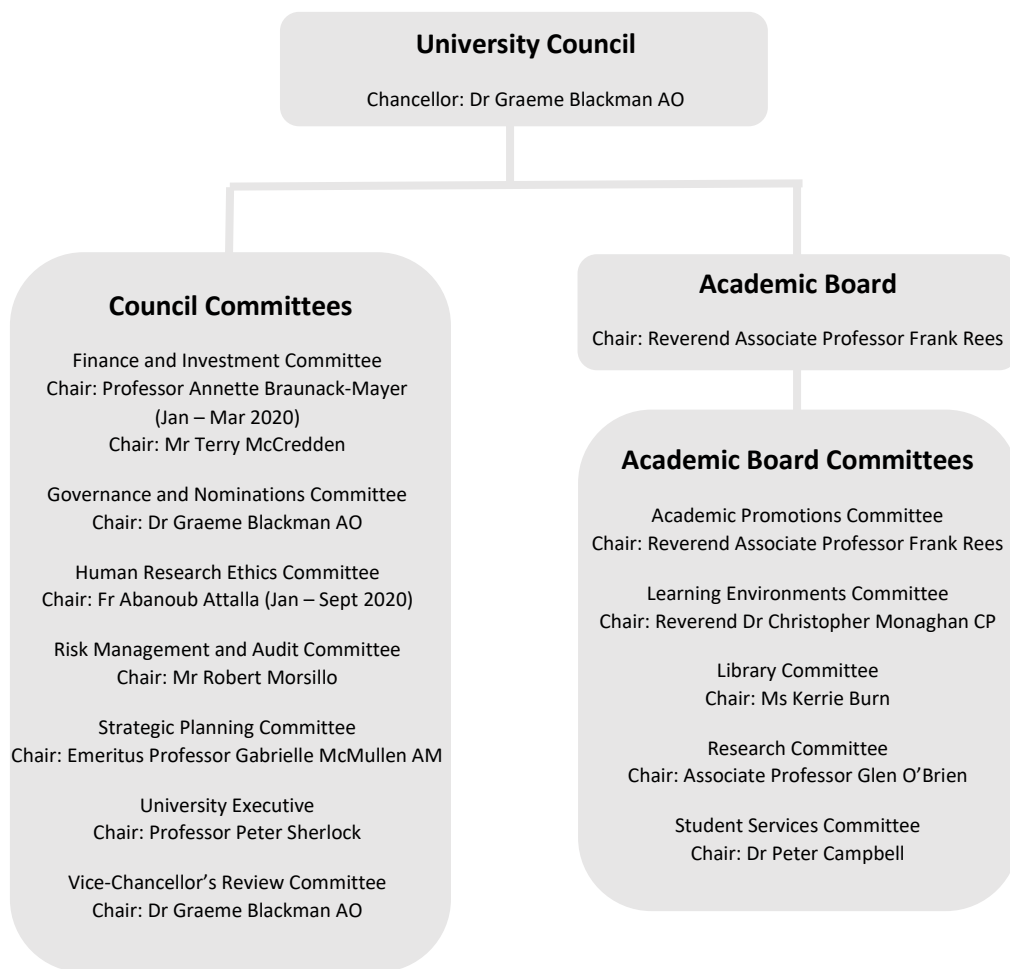 University Council
Chancellor: Dr Graeme Blackman AO
Council Committees
Finance and Investment Committee
Chair: Professor Annette Braunack-Mayer
(Jan – Mar 2020)
Chair: Mr Terry McCredden
Governance and Nominations Committee
Chair: Dr Graeme Blackman AO
Human Research Ethics Committee
Chair: Fr Abanoub Attalla (Jan – Sept 2020)
Risk Management and Audit Committee
Chair: Mr Robert Morsillo
Strategic Planning Committee
Chair: Emeritus Professor Gabrielle McMullen AM
University Executive
Chair: Professor Peter Sherlock
Vice-Chancellor’s Review Committee
Chair: Dr Graeme Blackman AO
Academic Board
Chair: Reverend Associate Professor Frank Rees
Academic Board Committees
Academic Promotions Committee
Chair: Reverend Associate Professor Frank Rees
Learning Environments Committee
Chair: Reverend Dr Christopher Monaghan CP
Library Committee
Chair: Ms Kerrie Burn
Research Committee
Chair: Associate Professor Glen O’Brien
Student Services Committee
Chair: Dr Peter Campbell